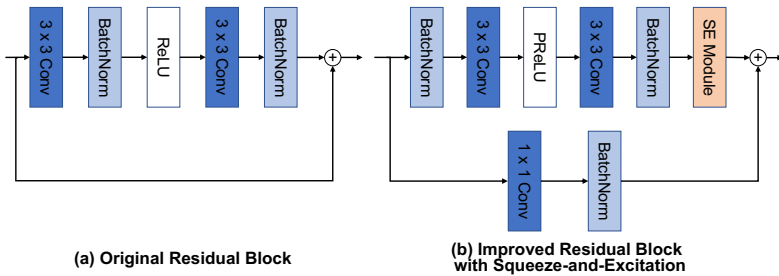 3 x 3 Conv
BatchNorm
ReLU
3 x 3 Conv
BatchNorm
+
(a) Original Residual Block
BatchNorm
3 x 3 Conv
PReLU
3 x 3 Conv
BatchNorm
SE Module
+
1 x 1 Conv
BatchNorm
(b) Improved Residual Block
with Squeeze-and-Excitation